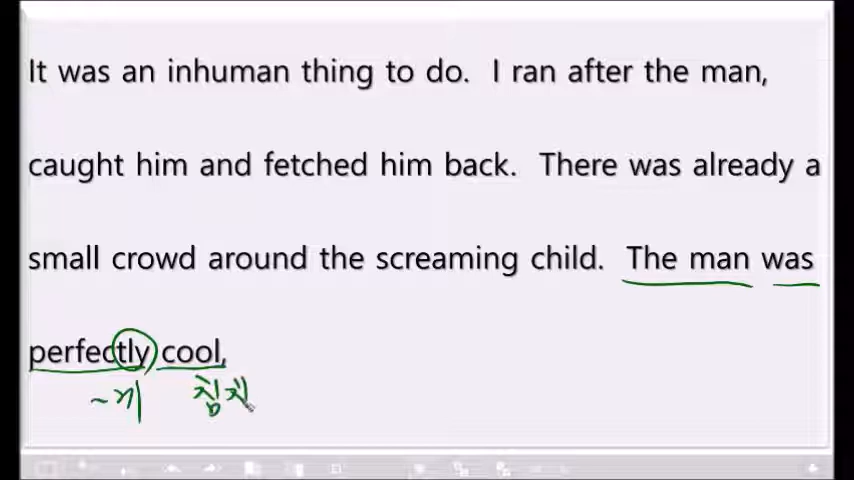 It was an inhuman thing to do. I ran after the man,
caught him and fetched him back. There was already a
small crowd around the screaming child. The man was
perfectly cool,
~게 침치